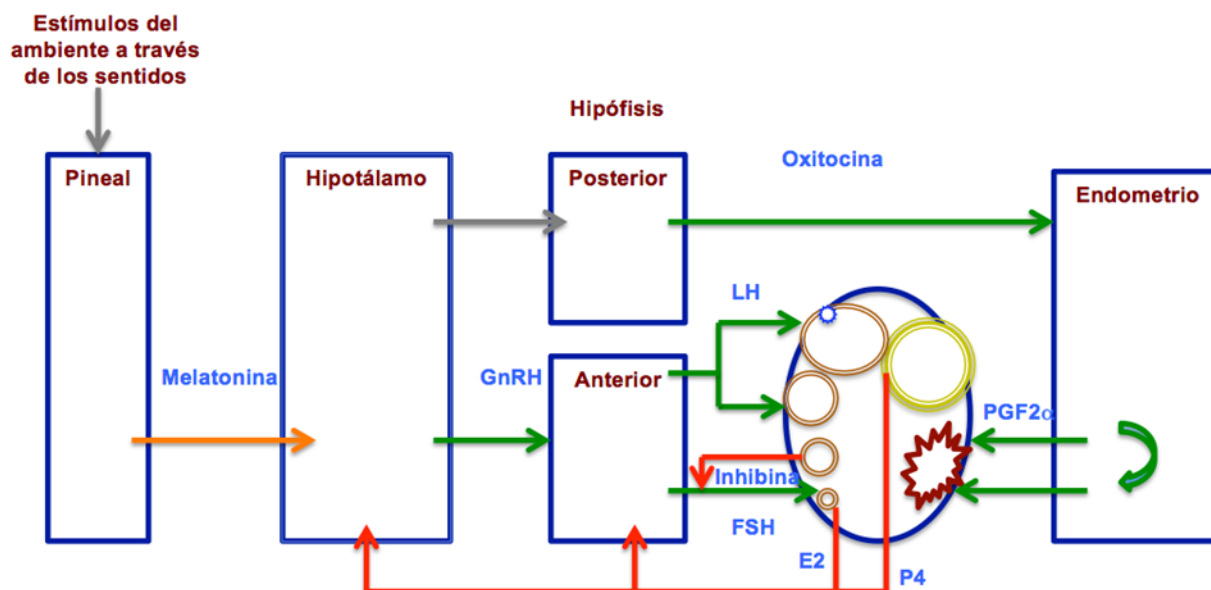 Estímulos del
ambiente a través
de los sentidos
Hipófisis
Pineal
Hipotálamo
Posterior
Oxitocina
Endometrio
LH
Melatonina
GnRH
Anterior
PGF2α
Inhibina
FSH
E2
P4